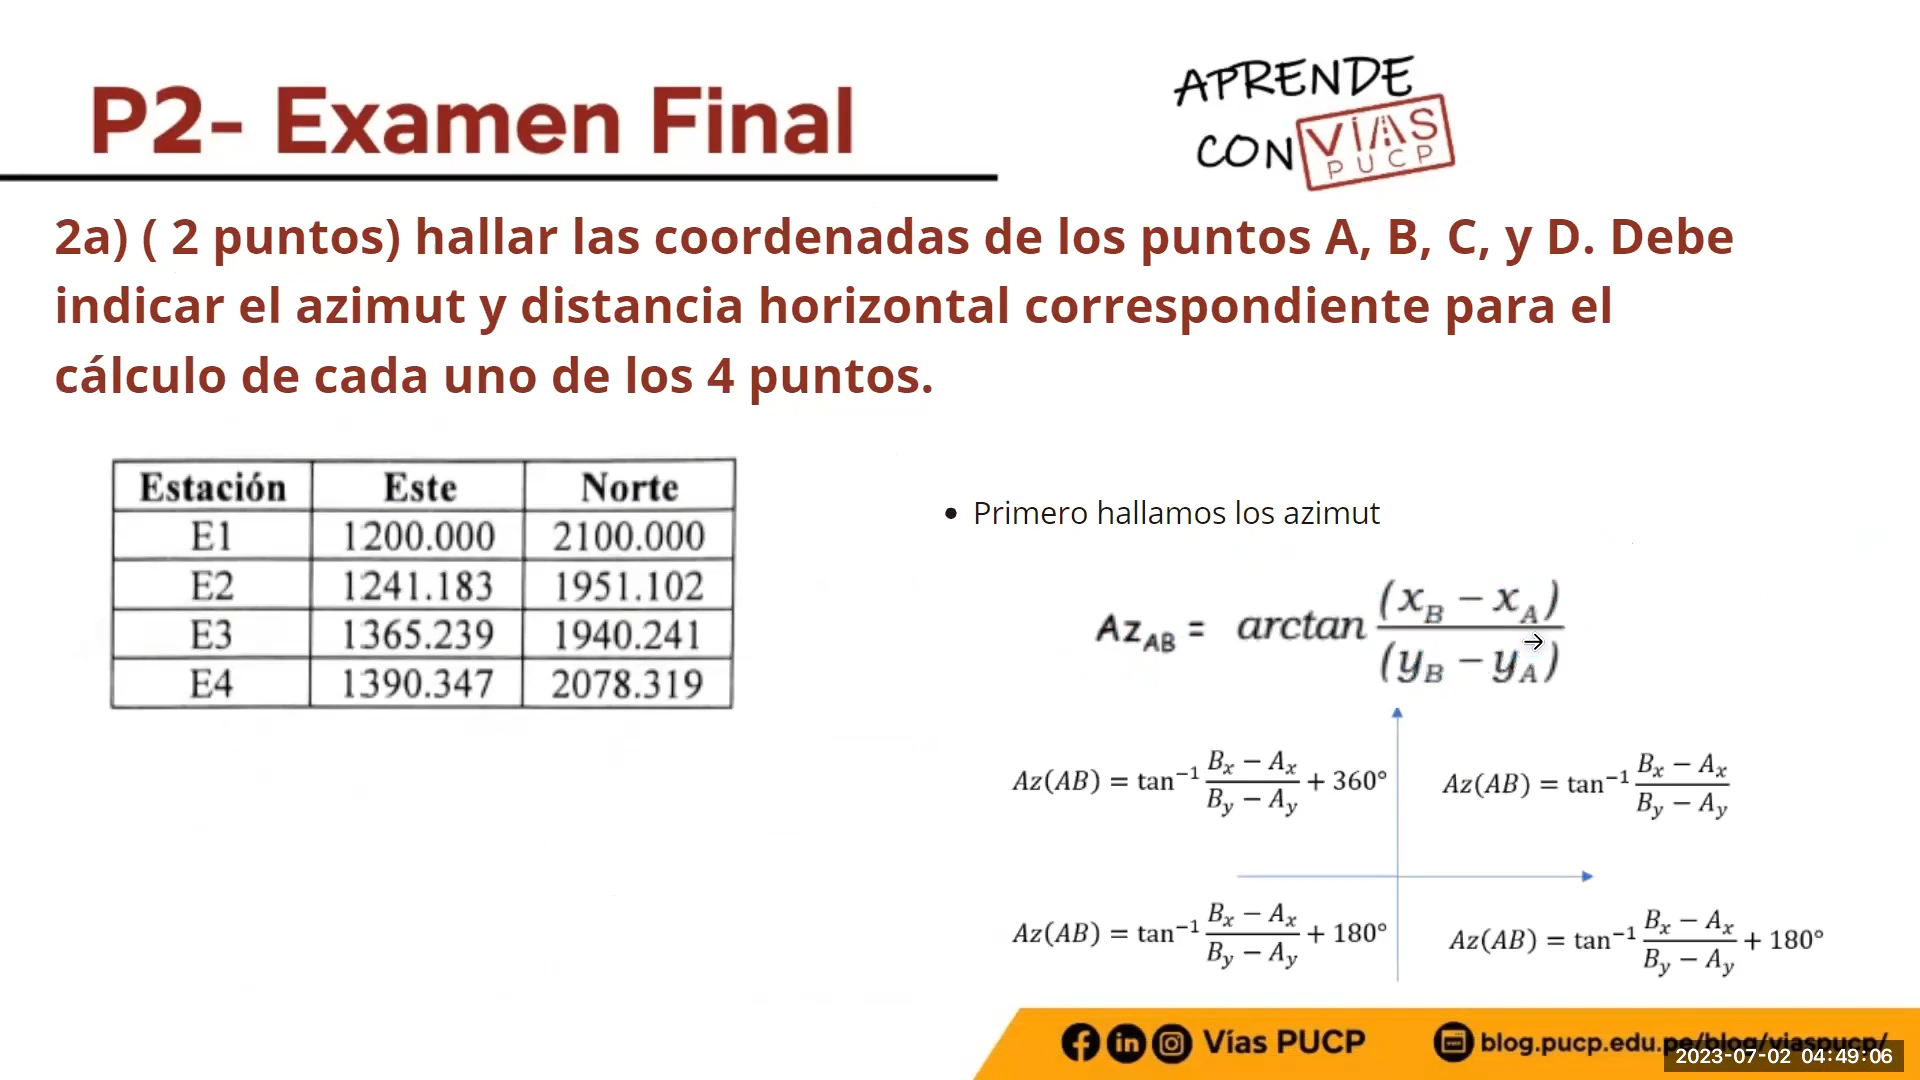 P2- Examen Final
APRENDE
CON VÍAS
PUCP
2a) ( 2 puntos) hallar las coordenadas de los puntos A, B, C, y D. Debe
indicar el azimut y distancia horizontal correspondiente para el
cálculo de cada uno de los 4 puntos.
Estación Este Norte
E1 1200.000 2100.000
E2 1241.183 1951.102
E3 1365.239 1940.241
E4 1390.347 2078.319
• Primero hallamos los azimut
Az_AB = arctan (x_B − x_A) / (y_B − y_A)
Az(AB) = tan⁻¹ (B_x − A_x) / (B_y − A_y) + 360°
Az(AB) = tan⁻¹ (B_x − A_x) / (B_y − A_y)
Az(AB) = tan⁻¹ (B_x − A_x) / (B_y − A_y) + 180°
Az(AB) = tan⁻¹ (B_x − A_x) / (B_y − A_y) + 180°
Vías PUCP
blog.pucp.edu.pe/blog/viaspucp/
2023-07-02 04:49:06